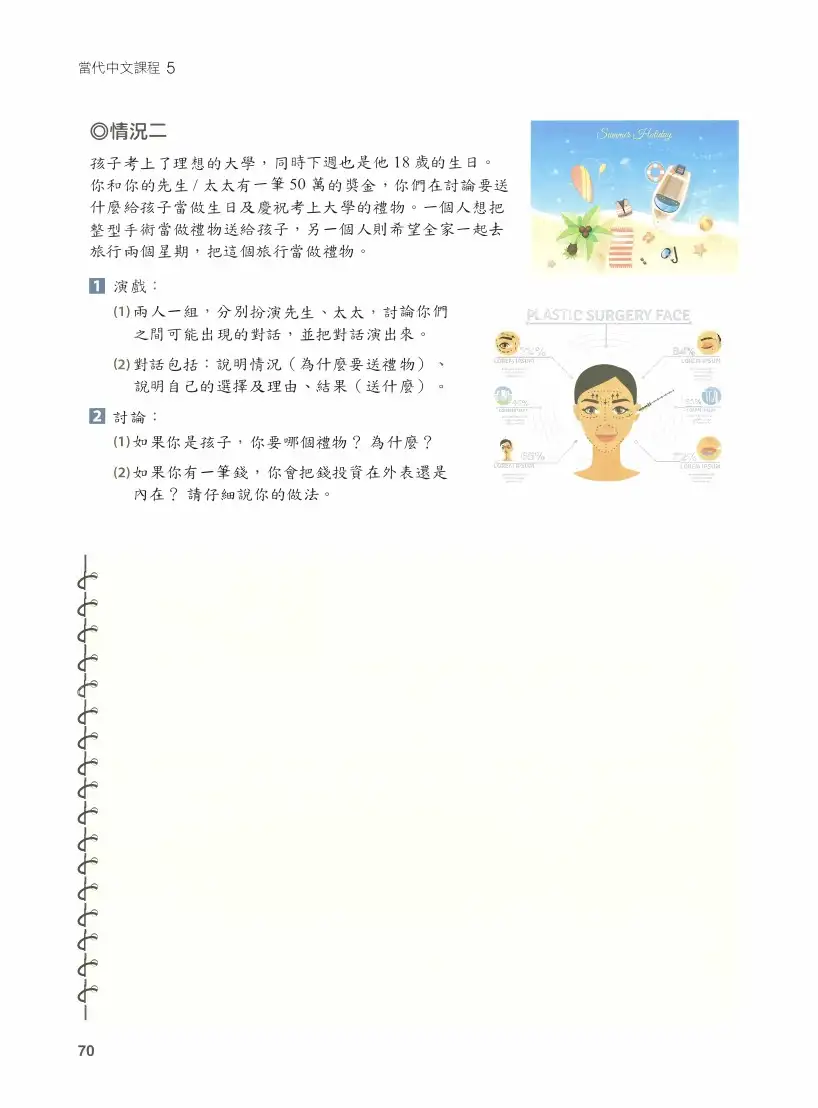 當代中文課程 5
◎情況二
孩子考上了理想的大學，同時下週也是他 18 歲的生日。
你和你的先生 / 太太有一筆 50 萬的獎金，你們在討論要送
什麼給孩子當做生日及慶祝考上大學的禮物。一個人想把
整型手術當做禮物送給孩子，另一個人則希望全家一起去
旅行兩個星期，把這個旅行當做禮物。
Summer Holiday
1 演戲：
(1) 兩人一組，分別扮演先生、太太，討論你們
之間可能出現的對話，並把對話演出來。
(2) 對話包括：說明情況（為什麼要送禮物）、
說明自己的選擇及理由、結果（送什麼）。
2 討論：
(1) 如果你是孩子，你要哪個禮物？為什麼？
(2) 如果你有一筆錢，你會把錢投資在外表還是
內在？請仔細說你的做法。
PLASTIC SURGERY FACE
LOREM IPSUM
LOREM IPSUM
LOREM IPSUM
LOREM IPSUM
70